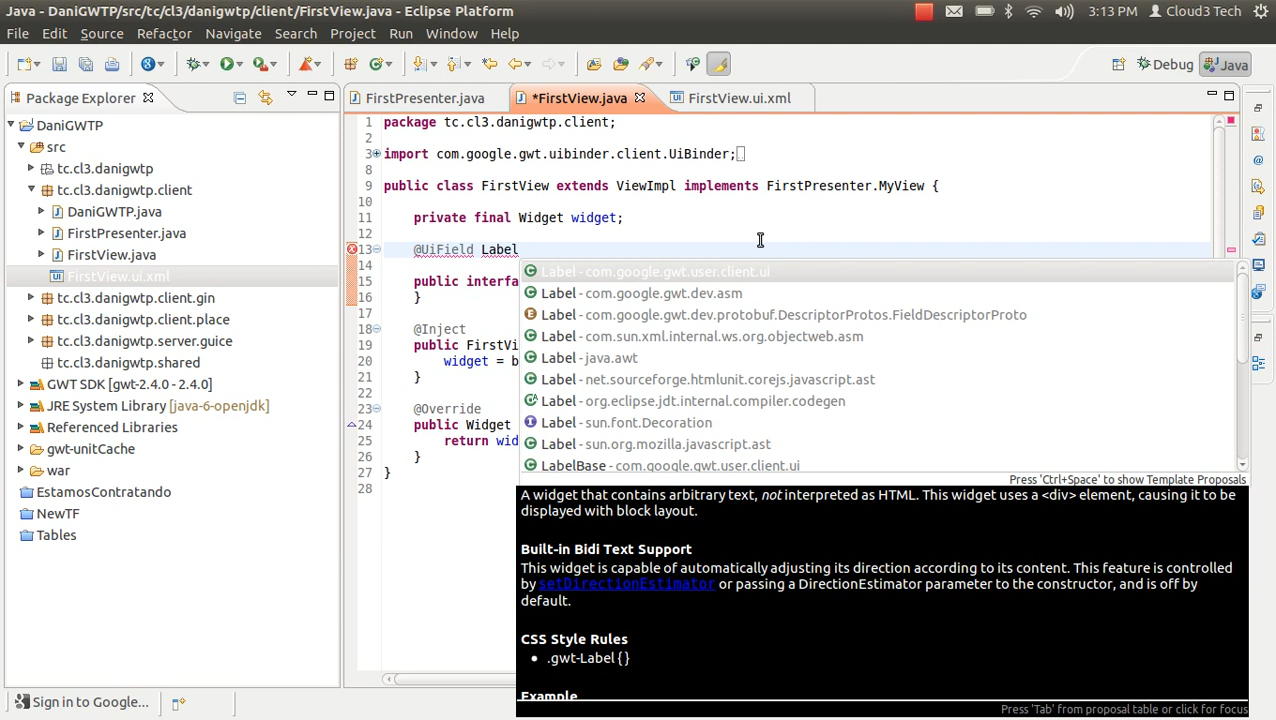 Java - DaniGWTP/src/tc/cl3/danigwtp/client/FirstView.java - Eclipse Platform
3:13 PM
Cloud3 Tech
File Edit Source Refactor Navigate Search Project Run Window Help
Debug
Java
Package Explorer
FirstPresenter.java
*FirstView.java
FirstView.ui.xml
DaniGWTP
src
tc.cl3.danigwtp
tc.cl3.danigwtp.client
DaniGWTP.java
FirstPresenter.java
FirstView.java
FirstView.ui.xml
tc.cl3.danigwtp.client.gin
tc.cl3.danigwtp.client.place
tc.cl3.danigwtp.server.guice
tc.cl3.danigwtp.shared
GWT SDK [gwt-2.4.0 - 2.4.0]
JRE System Library [java-6-openjdk]
Referenced Libraries
gwt-unitCache
war
EstamosContratando
NewTF
Tables
1 package tc.cl3.danigwtp.client;
2
3 import com.google.gwt.uibinder.client.UiBinder;
8
9 public class FirstView extends ViewImpl implements FirstPresenter.MyView {
10
11 private final Widget widget;
12
13 @UiField Label
14
15 public interfa
16 }
17
18 @Inject
19 public FirstVi
20 widget = b
21 }
22
23 @Override
24 public Widget
25 return wid
26 }
27 }
28
Label - com.google.gwt.user.client.ui
Label - com.google.gwt.dev.asm
Label - com.google.gwt.dev.protobuf.DescriptorProtos.FieldDescriptorProto
Label - com.sun.xml.internal.ws.org.objectweb.asm
Label - java.awt
Label - net.sourceforge.htmlunit.corejs.javascript.ast
Label - org.eclipse.jdt.internal.compiler.codegen
Label - sun.font.Decoration
Label - sun.org.mozilla.javascript.ast
LabelBase - com.google.gwt.user.client.ui
Press 'Ctrl+Space' to show Template Proposals
A widget that contains arbitrary text, not interpreted as HTML. This widget uses a <div> element, causing it to be
displayed with block layout.
Built-in Bidi Text Support
This widget is capable of automatically adjusting its direction according to its content. This feature is controlled
by setDirectionEstimator or passing a DirectionEstimator parameter to the constructor, and is off by
default.
CSS Style Rules
• .gwt-Label {}
Example
Press 'Tab' from proposal table or click for focus
Sign in to Google...